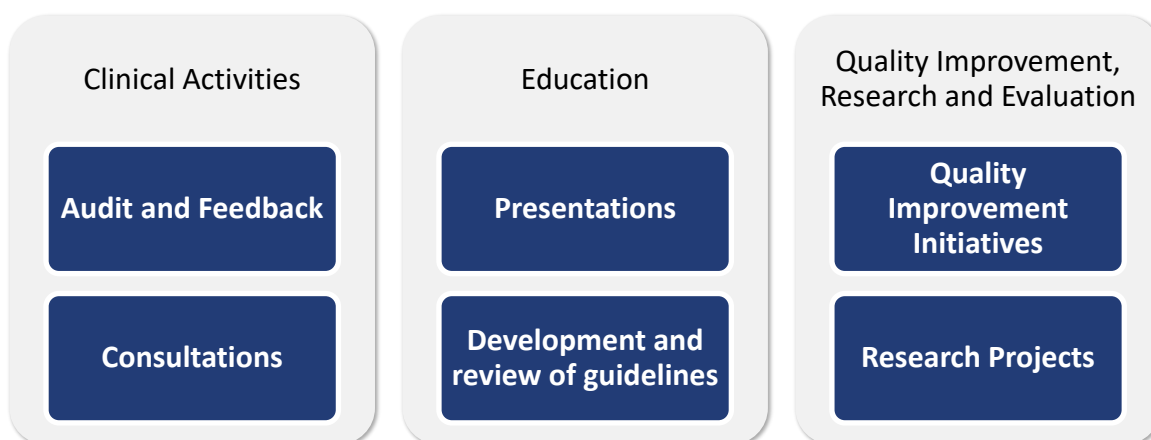 Clinical Activities
Audit and Feedback
Consultations
Education
Presentations
Development and
review of guidelines
Quality Improvement,
Research and Evaluation
Quality
Improvement
Initiatives
Research Projects